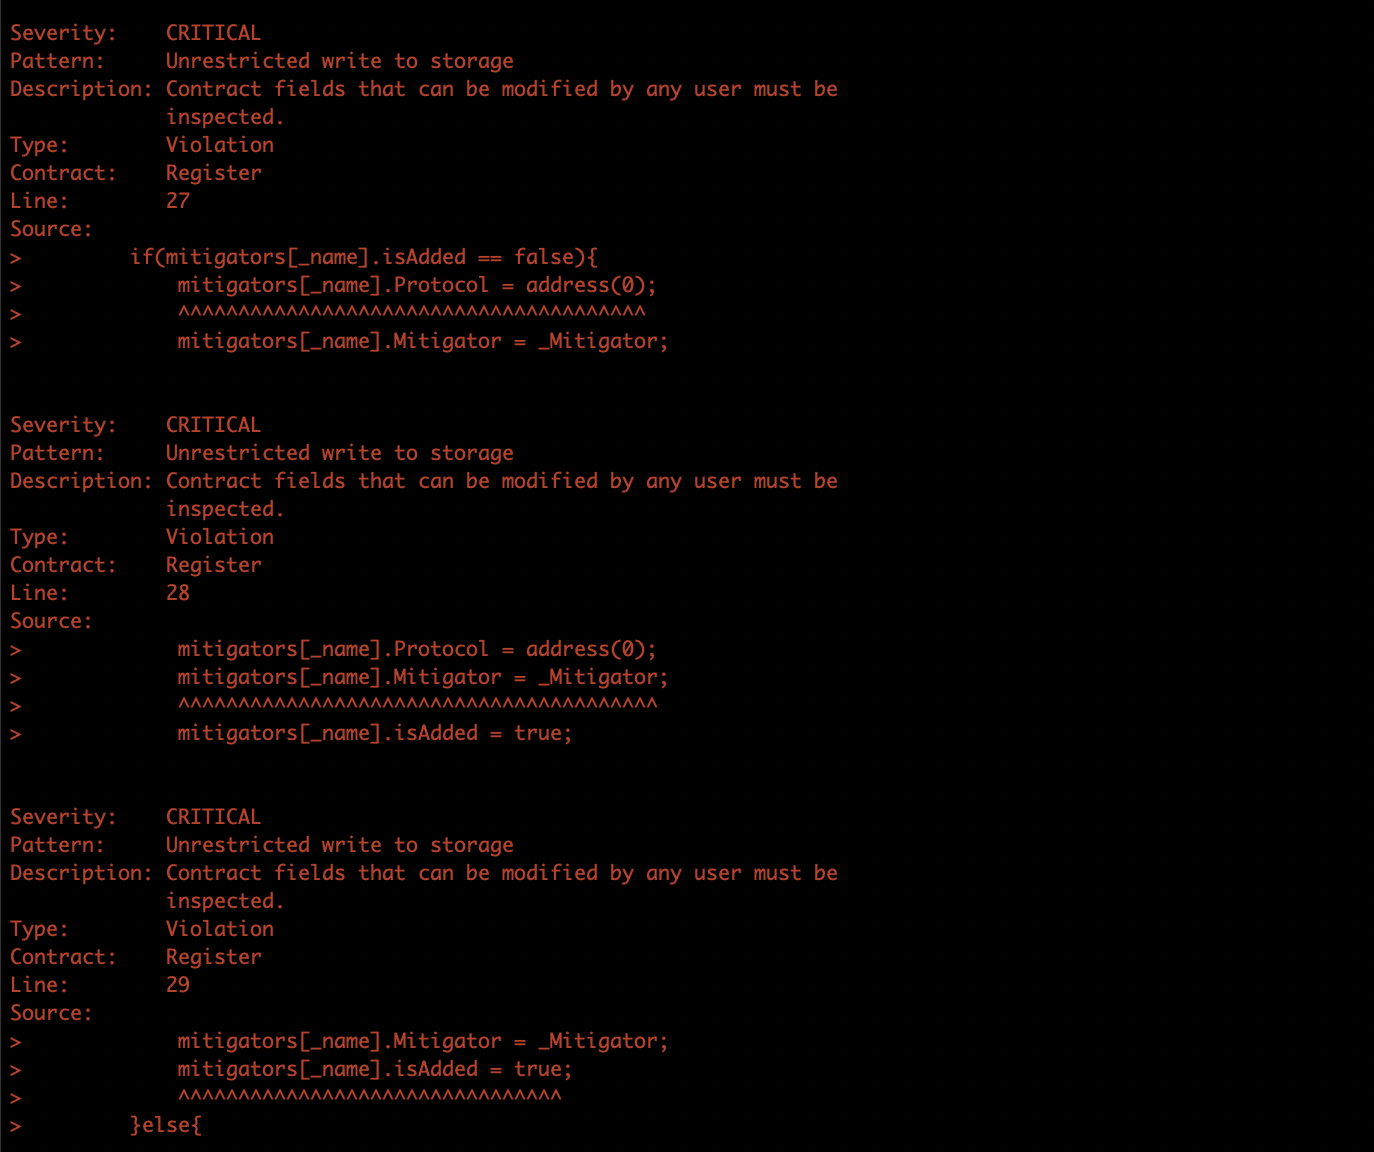 Severity:    CRITICAL
Pattern:     Unrestricted write to storage
Description: Contract fields that can be modified by any user must be
             inspected.
Type:        Violation
Contract:    Register
Line:        27
Source:
>         if(mitigators[_name].isAdded == false){
>             mitigators[_name].Protocol = address(0);
>             ^^^^^^^^^^^^^^^^^^^^^^^^^^^^^^^^^^^^^^^
>             mitigators[_name].Mitigator = _Mitigator;
Severity:    CRITICAL
Pattern:     Unrestricted write to storage
Description: Contract fields that can be modified by any user must be
             inspected.
Type:        Violation
Contract:    Register
Line:        28
Source:
>             mitigators[_name].Protocol = address(0);
>             mitigators[_name].Mitigator = _Mitigator;
>             ^^^^^^^^^^^^^^^^^^^^^^^^^^^^^^^^^^^^^^^^
>             mitigators[_name].isAdded = true;
Severity:    CRITICAL
Pattern:     Unrestricted write to storage
Description: Contract fields that can be modified by any user must be
             inspected.
Type:        Violation
Contract:    Register
Line:        29
Source:
>             mitigators[_name].Mitigator = _Mitigator;
>             mitigators[_name].isAdded = true;
>             ^^^^^^^^^^^^^^^^^^^^^^^^^^^^^^^^
>         }else{